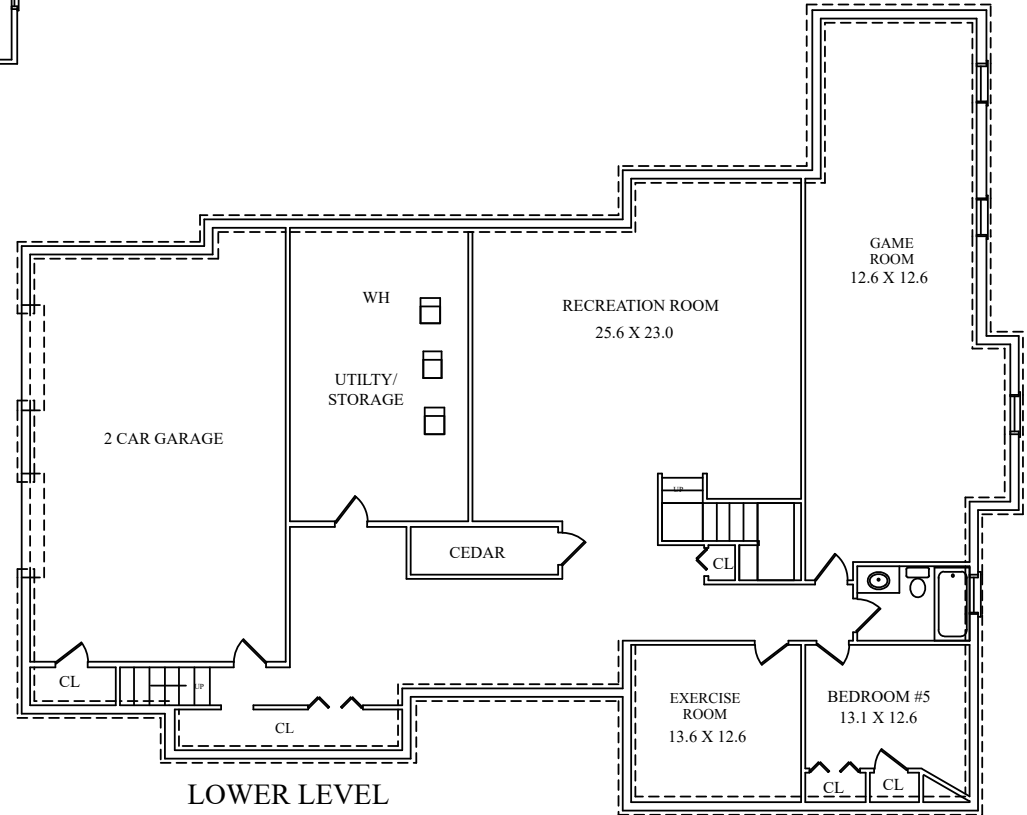 GAME
ROOM
12.6 X 12.6
WH
RECREATION ROOM
25.6 X 23.0
UTILTY/
STORAGE
2 CAR GARAGE
UP
CEDAR
CL
CL
UP
EXERCISE
ROOM
13.6 X 12.6
BEDROOM #5
13.1 X 12.6
CL
CL
CL
LOWER LEVEL